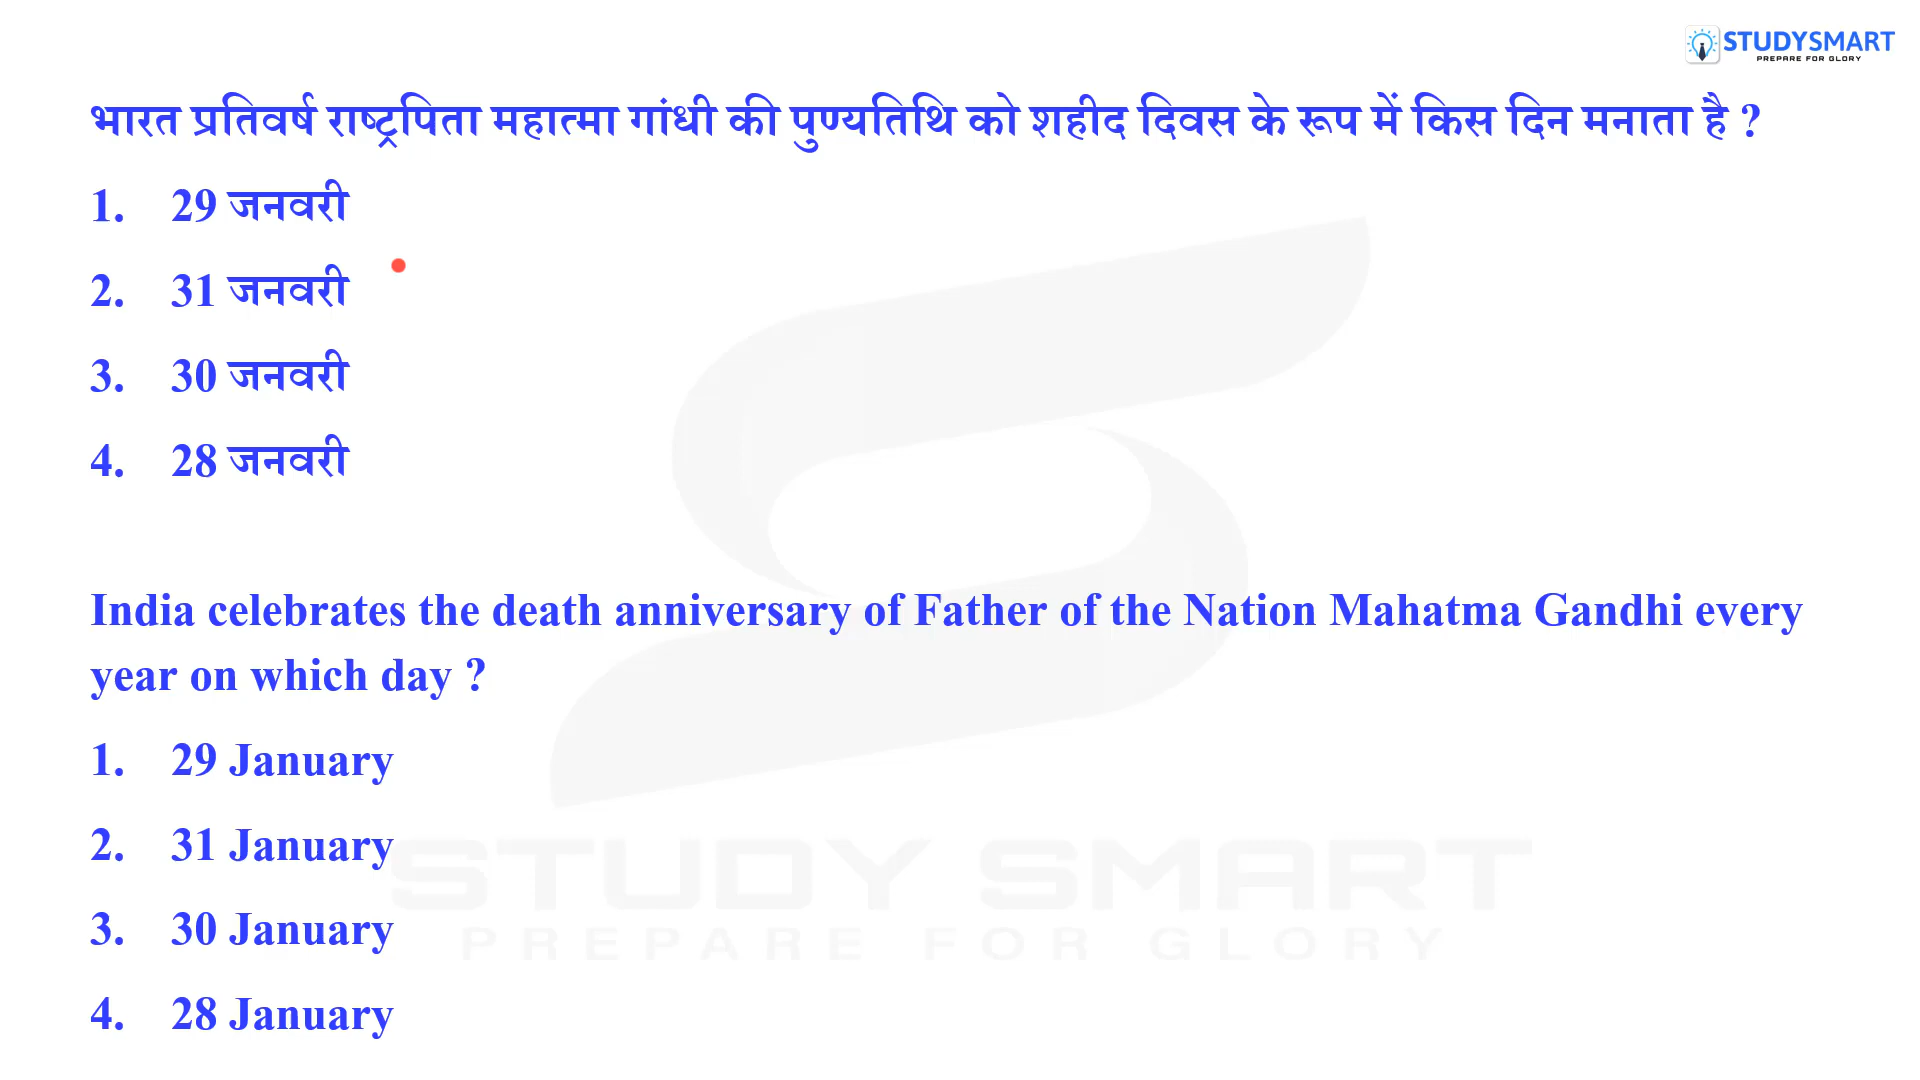 STUDYSMART
PREPARE FOR GLORY
भारत प्रतिवर्ष राष्ट्रपिता महात्मा गांधी की पुण्यतिथि को शहीद दिवस के रूप में किस दिन मनाता है ?
1. 29 जनवरी
2. 31 जनवरी
3. 30 जनवरी
4. 28 जनवरी
India celebrates the death anniversary of Father of the Nation Mahatma Gandhi every
year on which day ?
1. 29 January
2. 31 January
3. 30 January
4. 28 January
STUDY SMART
PREPARE FOR GLORY